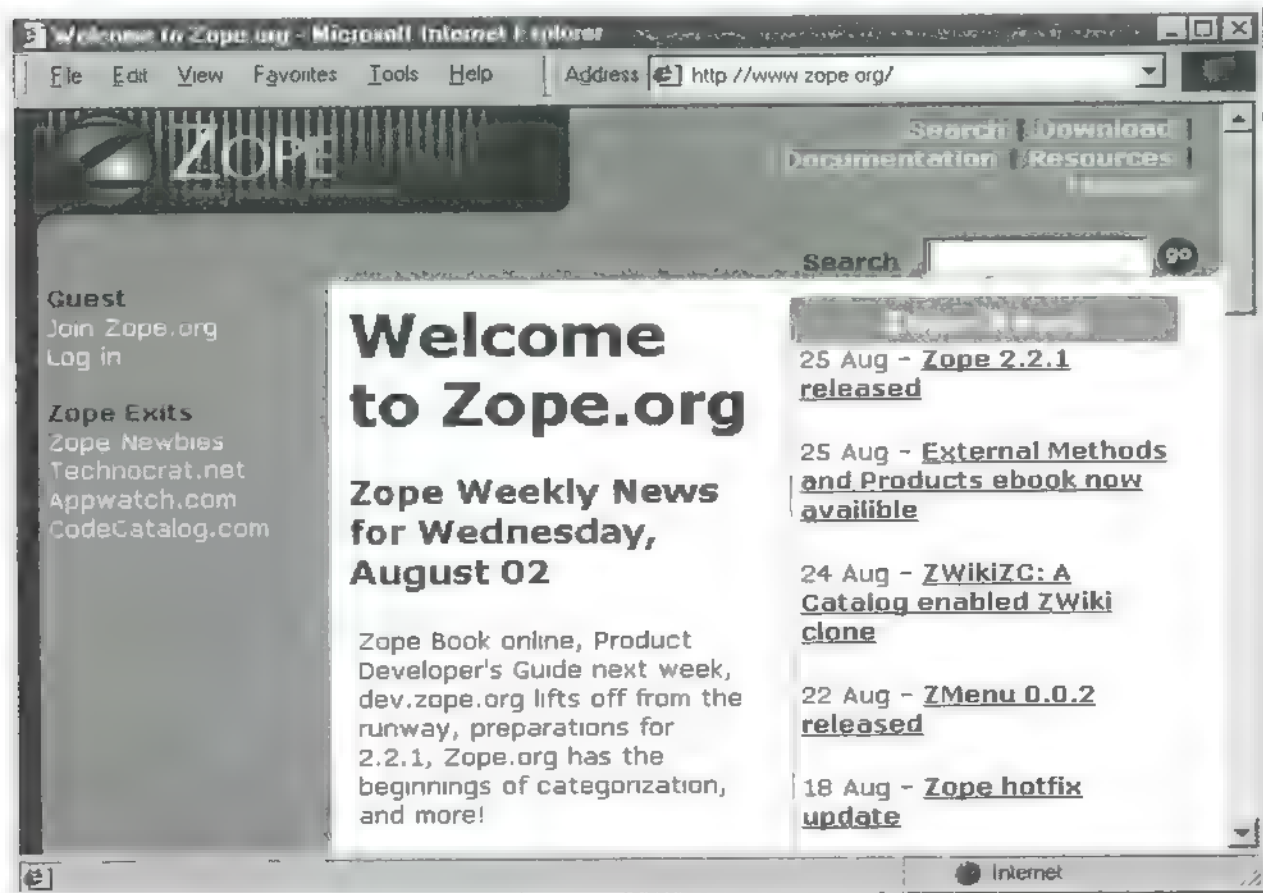 Welcome to Zope.org - Microsoft Internet Explorer
File Edit View Favorites Tools Help Address http //www zope org/
ZOPE
Search | Download |
Documentation | Resources |
Search go
Guest
Join Zope.org
Log in
Zope Exits
Zope Newbies
Technocrat.net
Appwatch.com
CodeCatalog.com
Welcome
to Zope.org
Zope Weekly News
for Wednesday,
August 02
Zope Book online, Product
Developer's Guide next week,
dev.zope.org lifts off from the
runway, preparations for
2.2.1, Zope.org has the
beginnings of categorization,
and more!
25 Aug - Zope 2.2.1
released
25 Aug - External Methods
and Products ebook now
availible
24 Aug - ZWikiZC: A
Catalog enabled ZWiki
clone
22 Aug - ZMenu 0.0.2
released
18 Aug - Zope hotfix
update
Internet